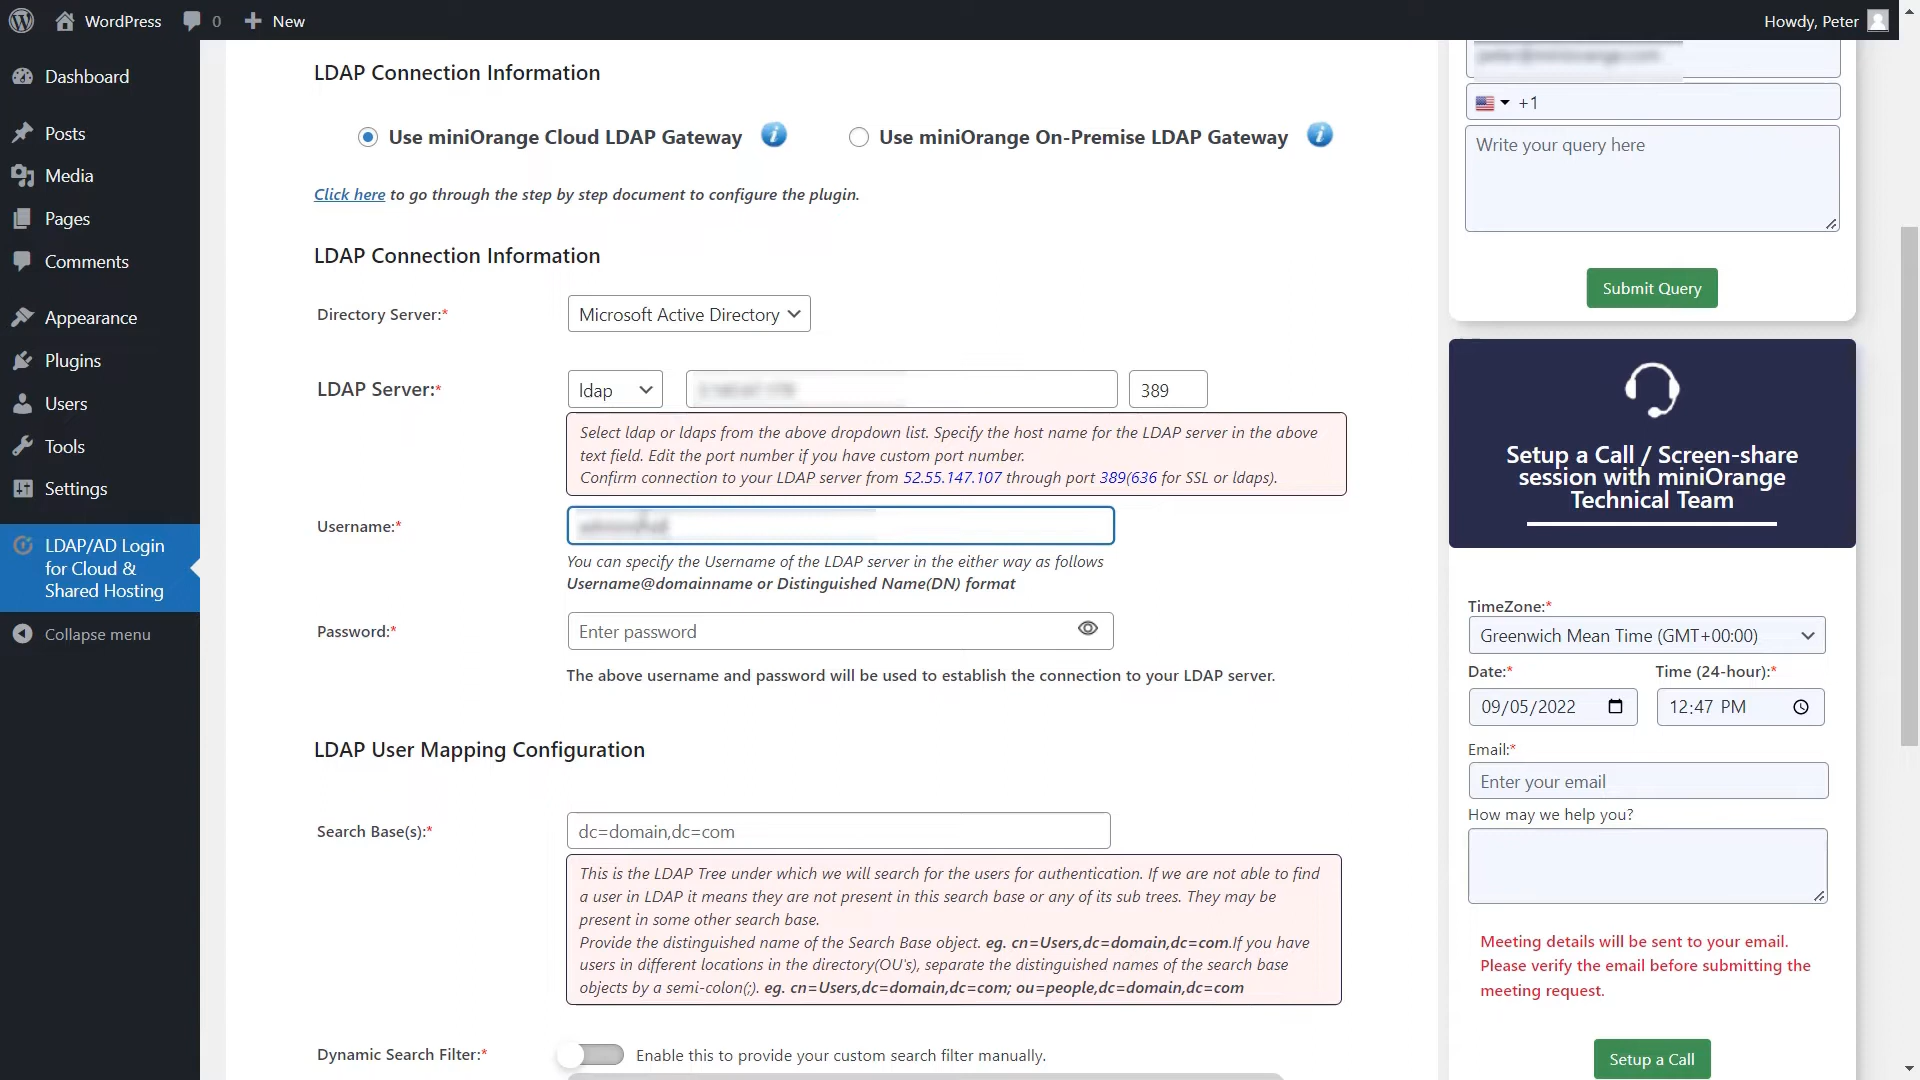 WordPress
0
New
Howdy, Peter
Dashboard
Posts
Media
Pages
Comments
Appearance
Plugins
Users
Tools
Settings
LDAP/AD Login
for Cloud &
Shared Hosting
Collapse menu
LDAP Connection Information
Use miniOrange Cloud LDAP Gateway
Use miniOrange On-Premise LDAP Gateway
Click here to go through the step by step document to configure the plugin.
LDAP Connection Information
Directory Server:*
Microsoft Active Directory
LDAP Server:*
ldap
389
Select ldap or ldaps from the above dropdown list. Specify the host name for the LDAP server in the above
text field. Edit the port number if you have custom port number.
Confirm connection to your LDAP server from 52.55.147.107 through port 389(636 for SSL or ldaps).
Username:*
You can specify the Username of the LDAP server in the either way as follows
Username@domainname or Distinguished Name(DN) format
Password:*
Enter password
The above username and password will be used to establish the connection to your LDAP server.
LDAP User Mapping Configuration
Search Base(s):*
dc=domain,dc=com
This is the LDAP Tree under which we will search for the users for authentication. If we are not able to find
a user in LDAP it means they are not present in this search base or any of its sub trees. They may be
present in some other search base.
Provide the distinguished name of the Search Base object. eg. cn=Users,dc=domain,dc=com.If you have
users in different locations in the directory(OU's), separate the distinguished names of the search base
objects by a semi-colon(;). eg. cn=Users,dc=domain,dc=com; ou=people,dc=domain,dc=com
Dynamic Search Filter:*
Enable this to provide your custom search filter manually.
+1
Write your query here
Submit Query
Setup a Call / Screen-share
session with miniOrange
Technical Team
TimeZone:*
Greenwich Mean Time (GMT+00:00)
Date:*
Time (24-hour):*
09/05/2022
12:47 PM
Email:*
Enter your email
How may we help you?
Meeting details will be sent to your email.
Please verify the email before submitting the
meeting request.
Setup a Call